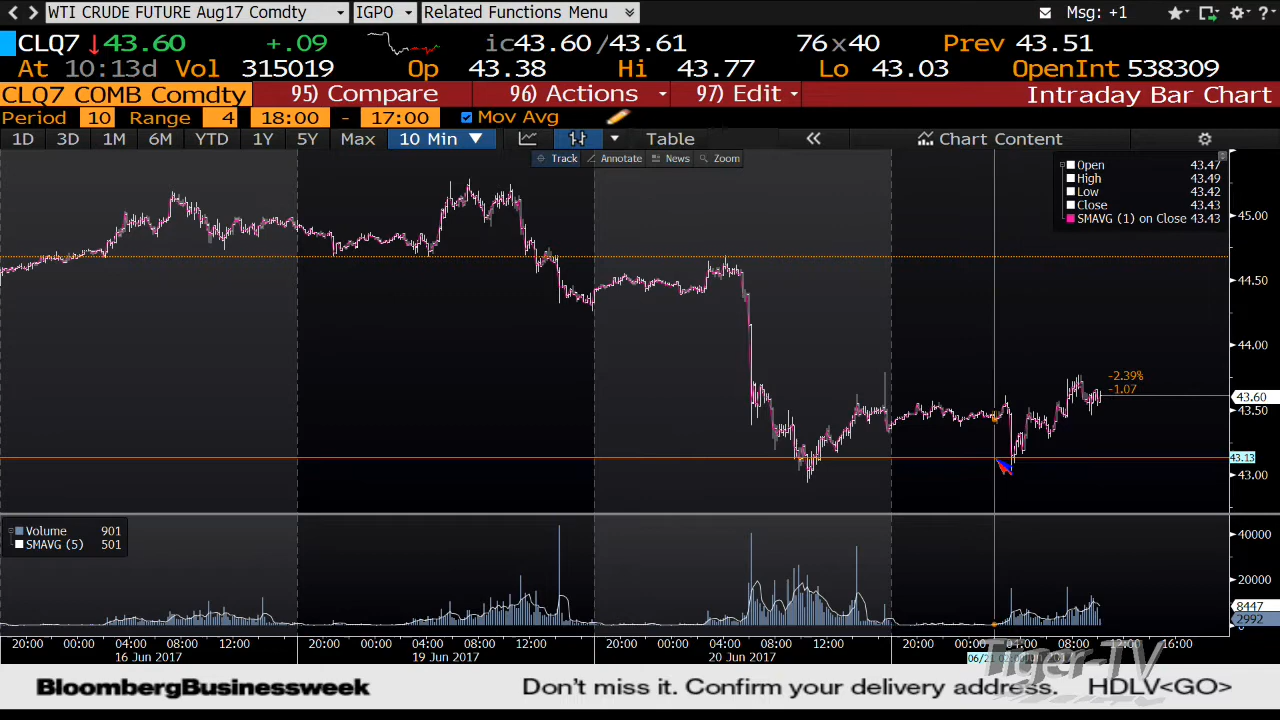 WTI CRUDE FUTURE Aug17 Comdty IGPO Related Functions Menu Msg: +1
CLQ7 ↓43.60 +.09 ic43.60 /43.61 76x40 Prev 43.51
At 10:13d Vol 315019 Op 43.38 Hi 43.77 Lo 43.03 OpenInt 538309
CLQ7 COMB Comdty 95) Compare 96) Actions 97) Edit Intraday Bar Chart
Period 10 Range 4 18:00 - 17:00 Mov Avg
1D 3D 1M 6M YTD 1Y 5Y Max 10 Min Table « Chart Content
Track Annotate News Zoom
Open 43.47
High 43.49
Low 43.42
Close 43.43
SMAVG (1) on Close 43.43
45.00
44.50
44.00
-2.39%
-1.07
43.60
43.50
43.13
43.00
Volume 901
SMAVG (5) 501
40000
20000
8447
2992
0
20:00 00:00 04:00 08:00 12:00 20:00 00:00 04:00 08:00 12:00 20:00 00:00 04:00 08:00 12:00 20:00 00:00 04:00 08:00 12:00 16:00
16 Jun 2017 19 Jun 2017 20 Jun 2017 06/21
Tiger-TV
BloombergBusinessweek Don't miss it. Confirm your delivery address. HDLV<GO>